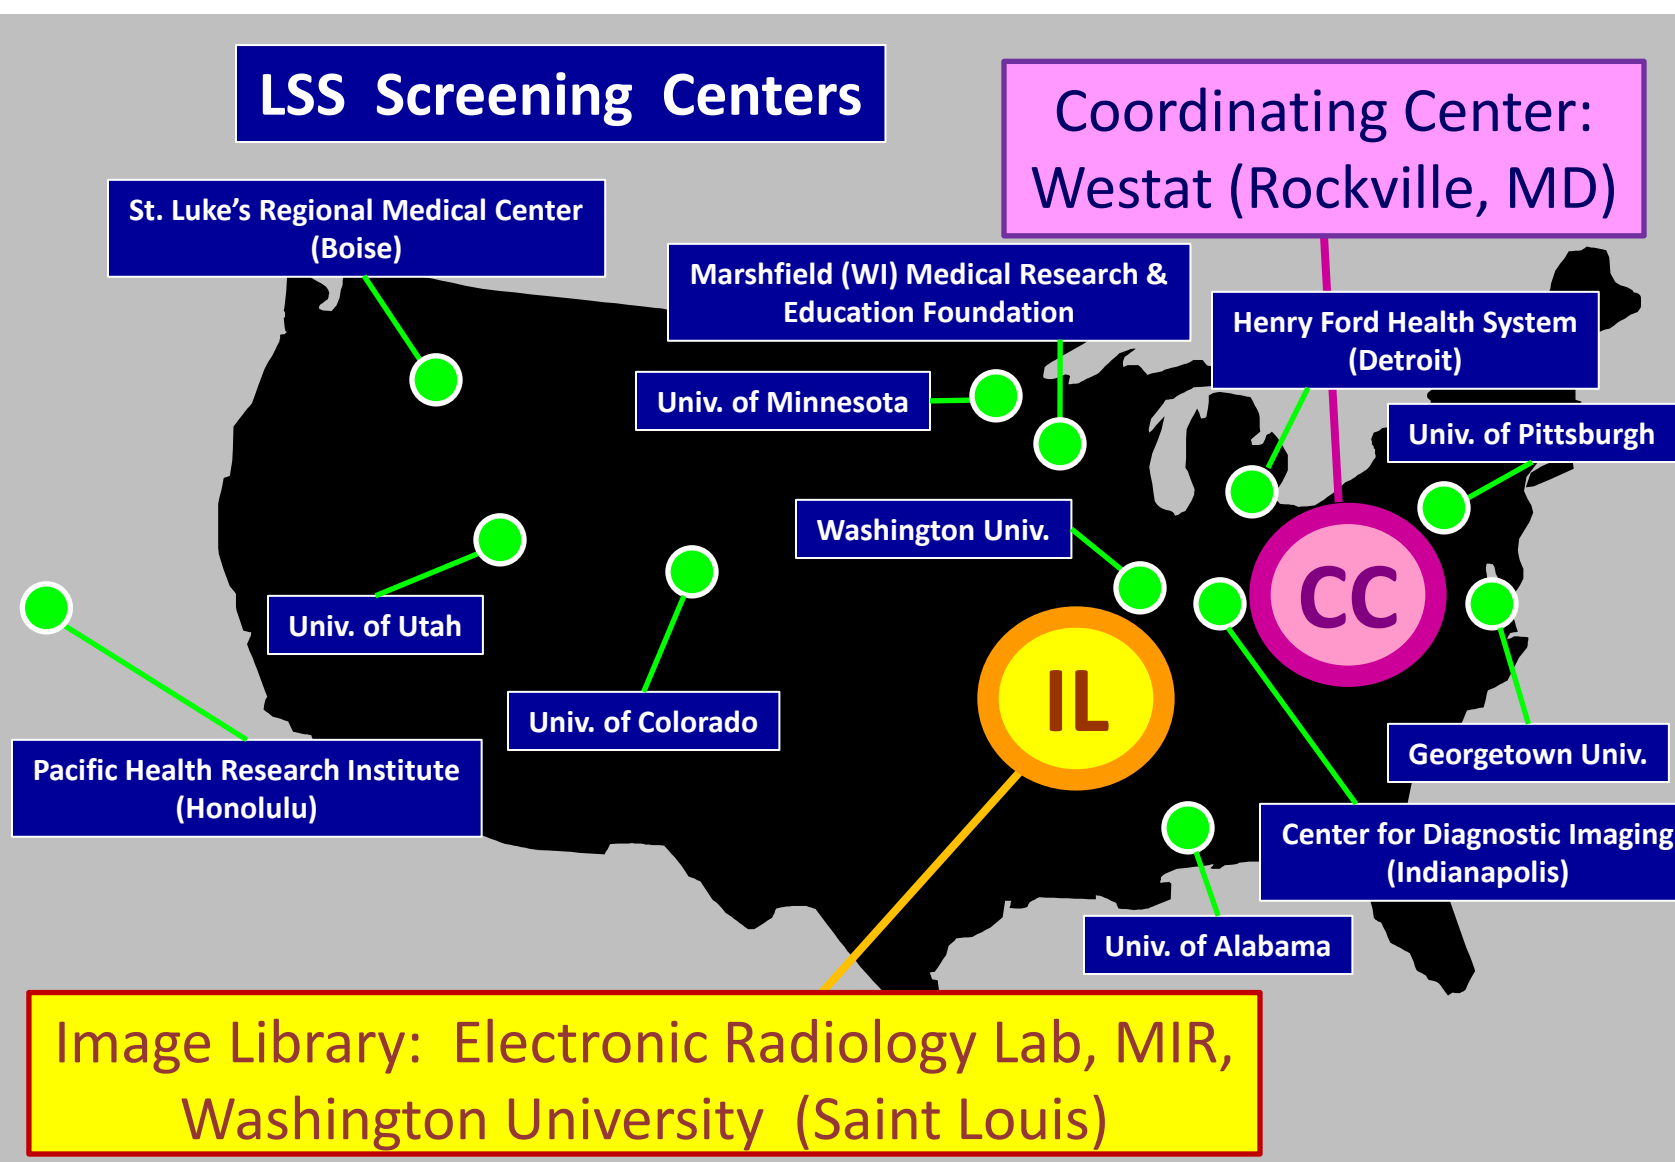 LSS Screening Centers
Coordinating Center:
Westat (Rockville, MD)
St. Luke's Regional Medical Center
(Boise)
Marshfield (WI) Medical Research &
Education Foundation
Henry Ford Health System
(Detroit)
Univ. of Minnesota
Univ. of Pittsburgh
Washington Univ.
CC
Univ. of Utah
IL
Univ. of Colorado
Georgetown Univ.
Pacific Health Research Institute
(Honolulu)
Center for Diagnostic Imaging
(Indianapolis)
Univ. of Alabama
Image Library: Electronic Radiology Lab, MIR,
Washington University (Saint Louis)